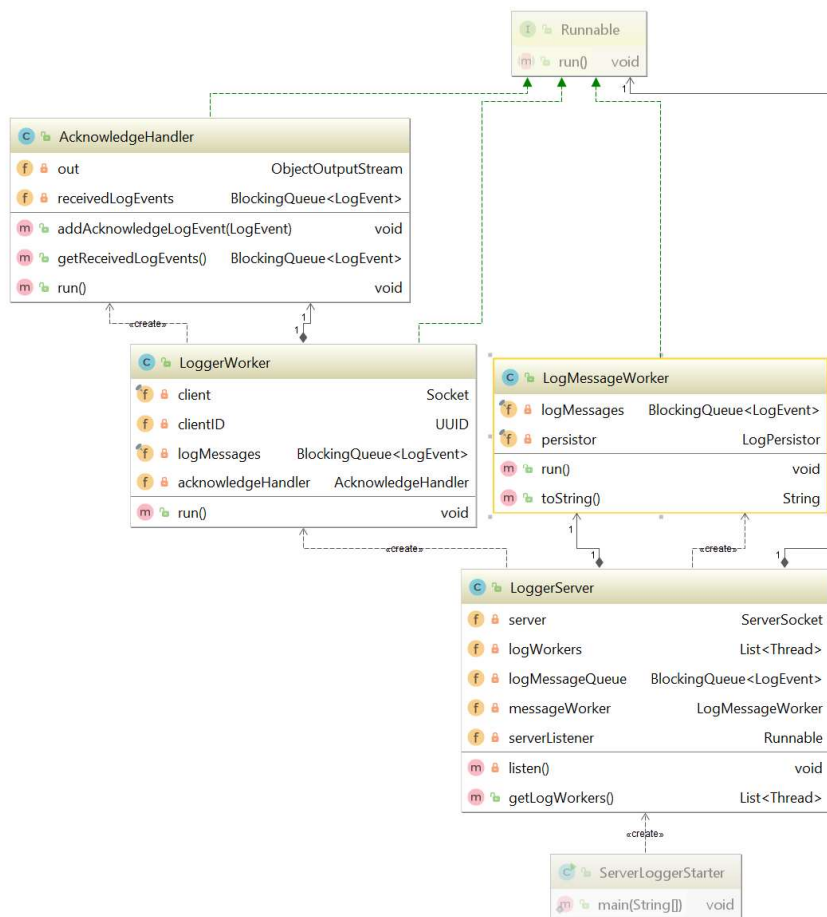 I Runnable
m run() void
1
C AcknowledgeHandler
f out ObjectOutputStream
f receivedLogEvents BlockingQueue<LogEvent>
m addAcknowledgeLogEvent(LogEvent) void
m getReceivedLogEvents() BlockingQueue<LogEvent>
m run() void
«create»
1
1
C LoggerWorker
f client Socket
f clientID UUID
f logMessages BlockingQueue<LogEvent>
f acknowledgeHandler AcknowledgeHandler
m run() void
C LogMessageWorker
f logMessages BlockingQueue<LogEvent>
f persistor LogPersistor
m run() void
m toString() String
«create»
1
1
«create»
1
C LoggerServer
f server ServerSocket
f logWorkers List<Thread>
f logMessageQueue BlockingQueue<LogEvent>
f messageWorker LogMessageWorker
f serverListener Runnable
m listen() void
m getLogWorkers() List<Thread>
«create»
C ServerLoggerStarter
m main(String[]) void